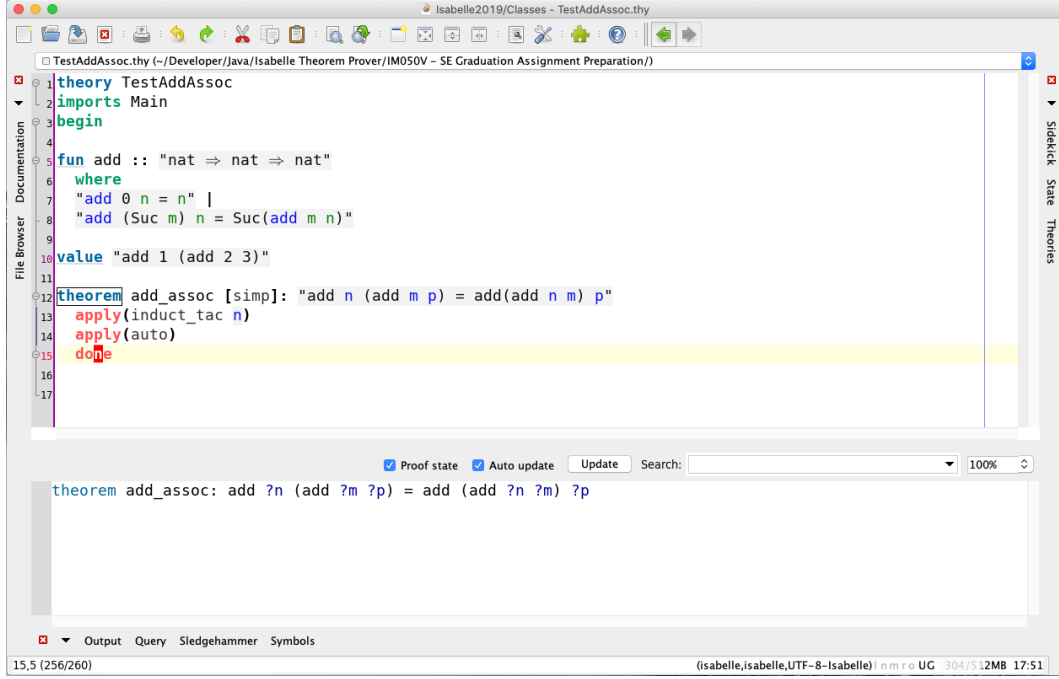 Isabelle2019/Classes - TestAddAssoc.thy
TestAddAssoc.thy (~/Developer/Java/Isabelle Theorem Prover/IM050V - SE Graduation Assignment Preparation/)
1 theory TestAddAssoc
2 imports Main
3 begin
4
5 fun add :: "nat ⇒ nat ⇒ nat"
6 where
7 "add 0 n = n" |
8 "add (Suc m) n = Suc(add m n)"
9
10 value "add 1 (add 2 3)"
11
12 theorem add_assoc [simp]: "add n (add m p) = add(add n m) p"
13 apply(induct_tac n)
14 apply(auto)
15 done
16
17
File Browser Documentation
Sidekick State Theories
Proof state Auto update Update Search: 100%
theorem add_assoc: add ?n (add ?m ?p) = add (add ?n ?m) ?p
Output Query Sledgehammer Symbols
15,5 (256/260) (isabelle,isabelle,UTF-8-Isabelle) l n m r o UG 304/512MB 17:51